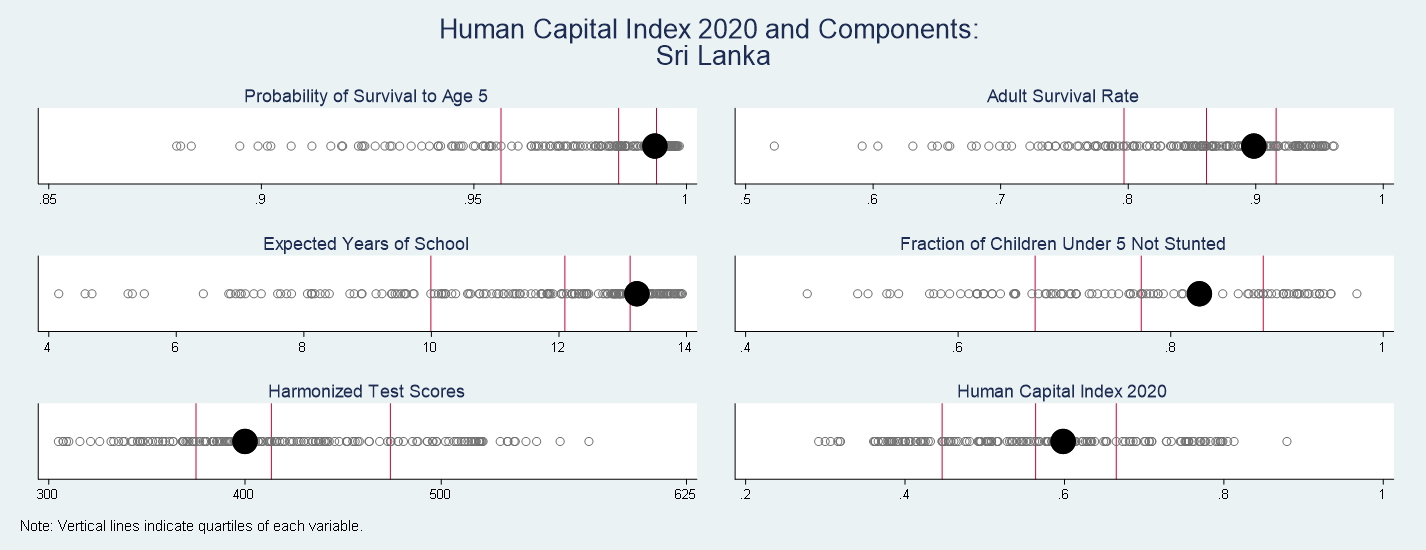 Human Capital Index 2020 and Components:
Sri Lanka
Probability of Survival to Age 5
.85 .9 .95 1
Adult Survival Rate
.5 .6 .7 .8 .9 1
Expected Years of School
4 6 8 10 12 14
Fraction of Children Under 5 Not Stunted
.4 .6 .8 1
Harmonized Test Scores
300 400 500 625
Human Capital Index 2020
.2 .4 .6 .8 1
Note: Vertical lines indicate quartiles of each variable.